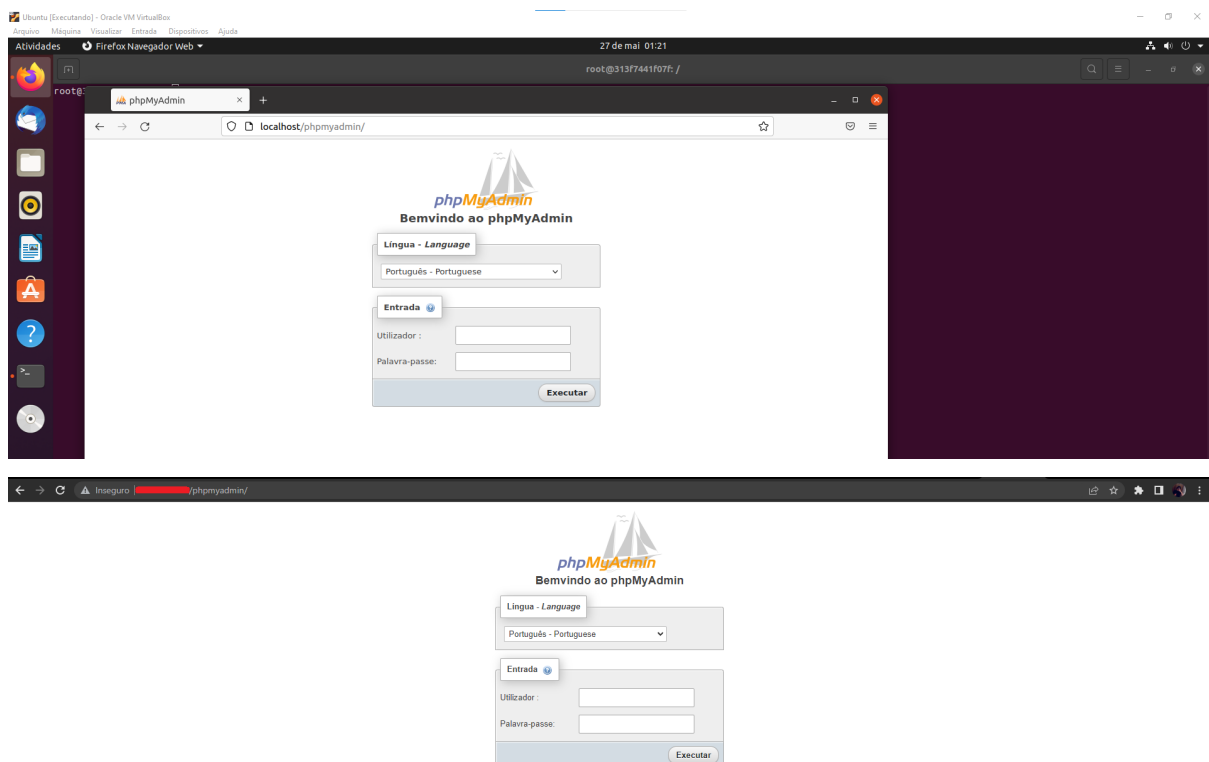 Ubuntu [Executando] - Oracle VM VirtualBox
Arquivo Máquina Visualizar Entrada Dispositivos Ajuda
Atividades Firefox Navegador Web 27 de mai 01:21
root@313f7441f07f: /
root@3
phpMyAdmin
localhost/phpmyadmin/
phpMyAdmin
Bemvindo ao phpMyAdmin
Língua - Language
Português - Portuguese
Entrada
Utilizador :
Palavra-passe:
Executar
Inseguro /phpmyadmin/
phpMyAdmin
Bemvindo ao phpMyAdmin
Língua - Language
Português - Portuguese
Entrada
Utilizador :
Palavra-passe:
Executar